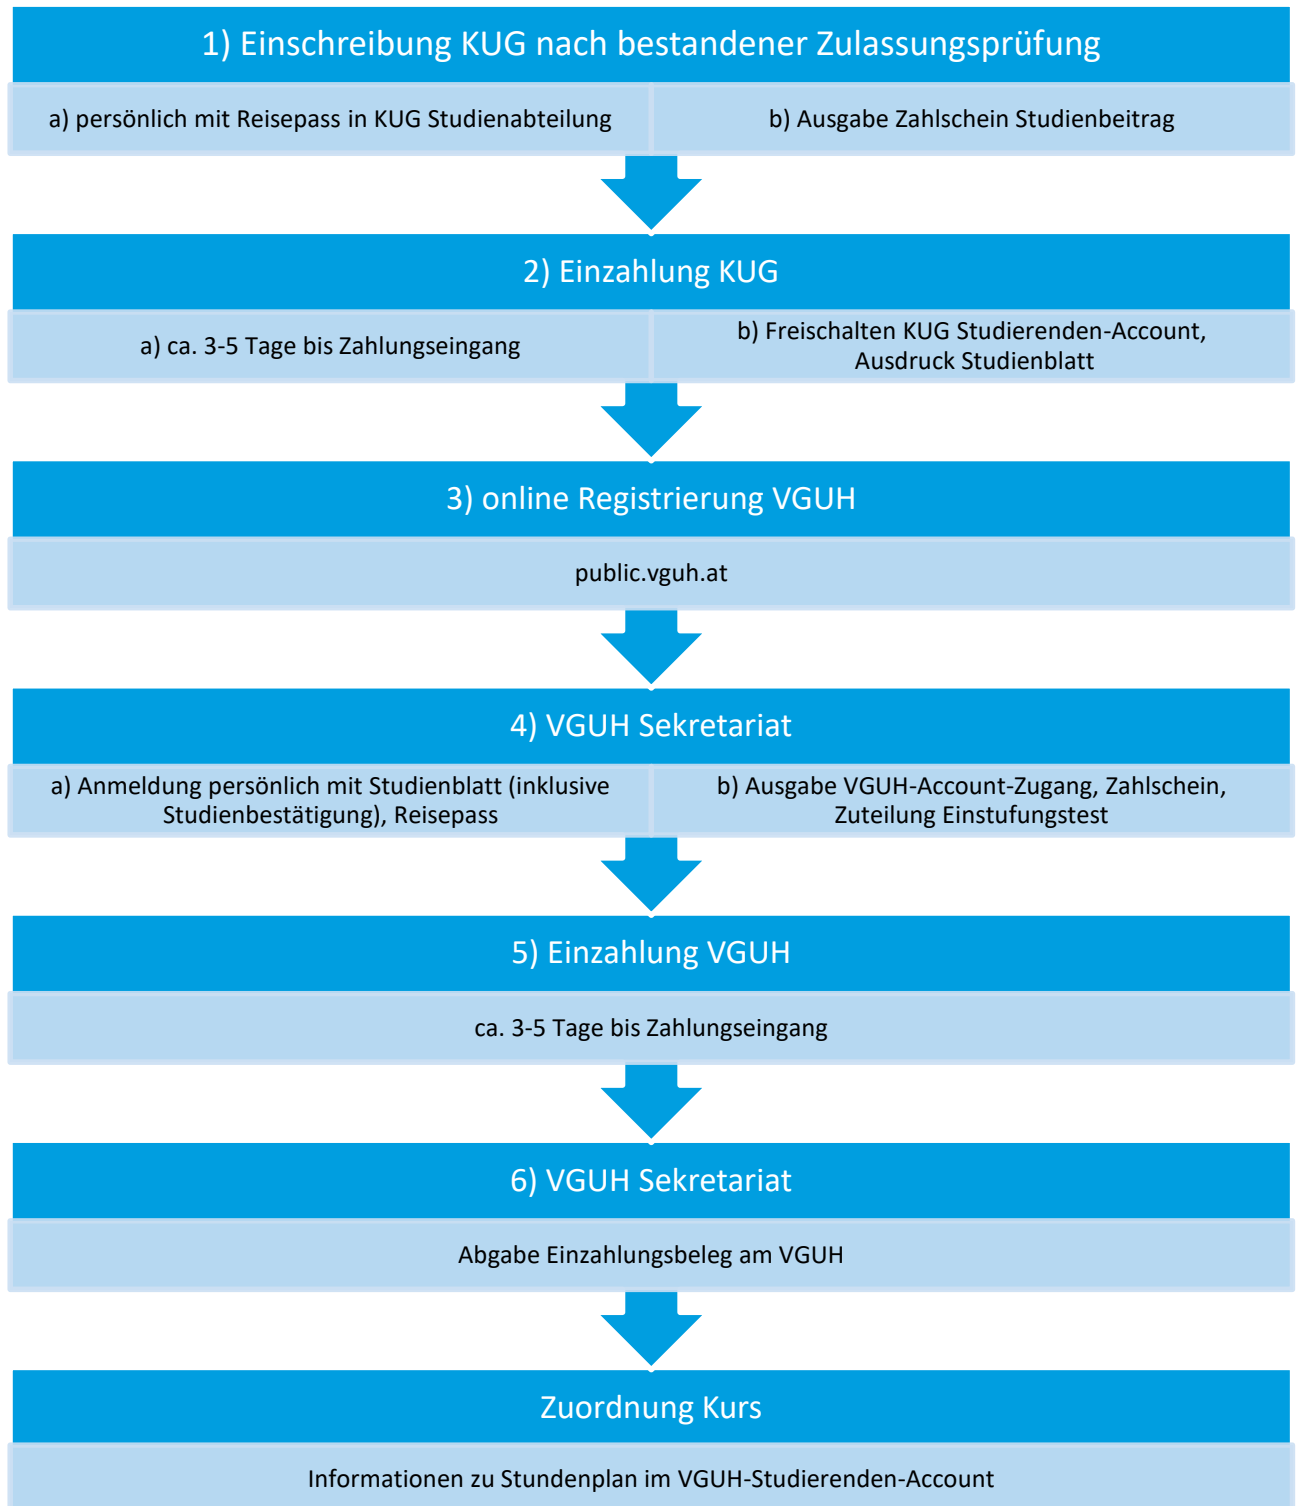 1) Einschreibung KUG nach bestandener Zulassungsprüfung
a) persönlich mit Reisepass in KUG Studienabteilung
b) Ausgabe Zahlschein Studienbeitrag
2) Einzahlung KUG
a) ca. 3-5 Tage bis Zahlungseingang
b) Freischalten KUG Studierenden-Account,
Ausdruck Studienblatt
3) online Registrierung VGUH
public.vguh.at
4) VGUH Sekretariat
a) Anmeldung persönlich mit Studienblatt (inklusive
Studienbestätigung), Reisepass
b) Ausgabe VGUH-Account-Zugang, Zahlschein,
Zuteilung Einstufungstest
5) Einzahlung VGUH
ca. 3-5 Tage bis Zahlungseingang
6) VGUH Sekretariat
Abgabe Einzahlungsbeleg am VGUH
Zuordnung Kurs
Informationen zu Stundenplan im VGUH-Studierenden-Account